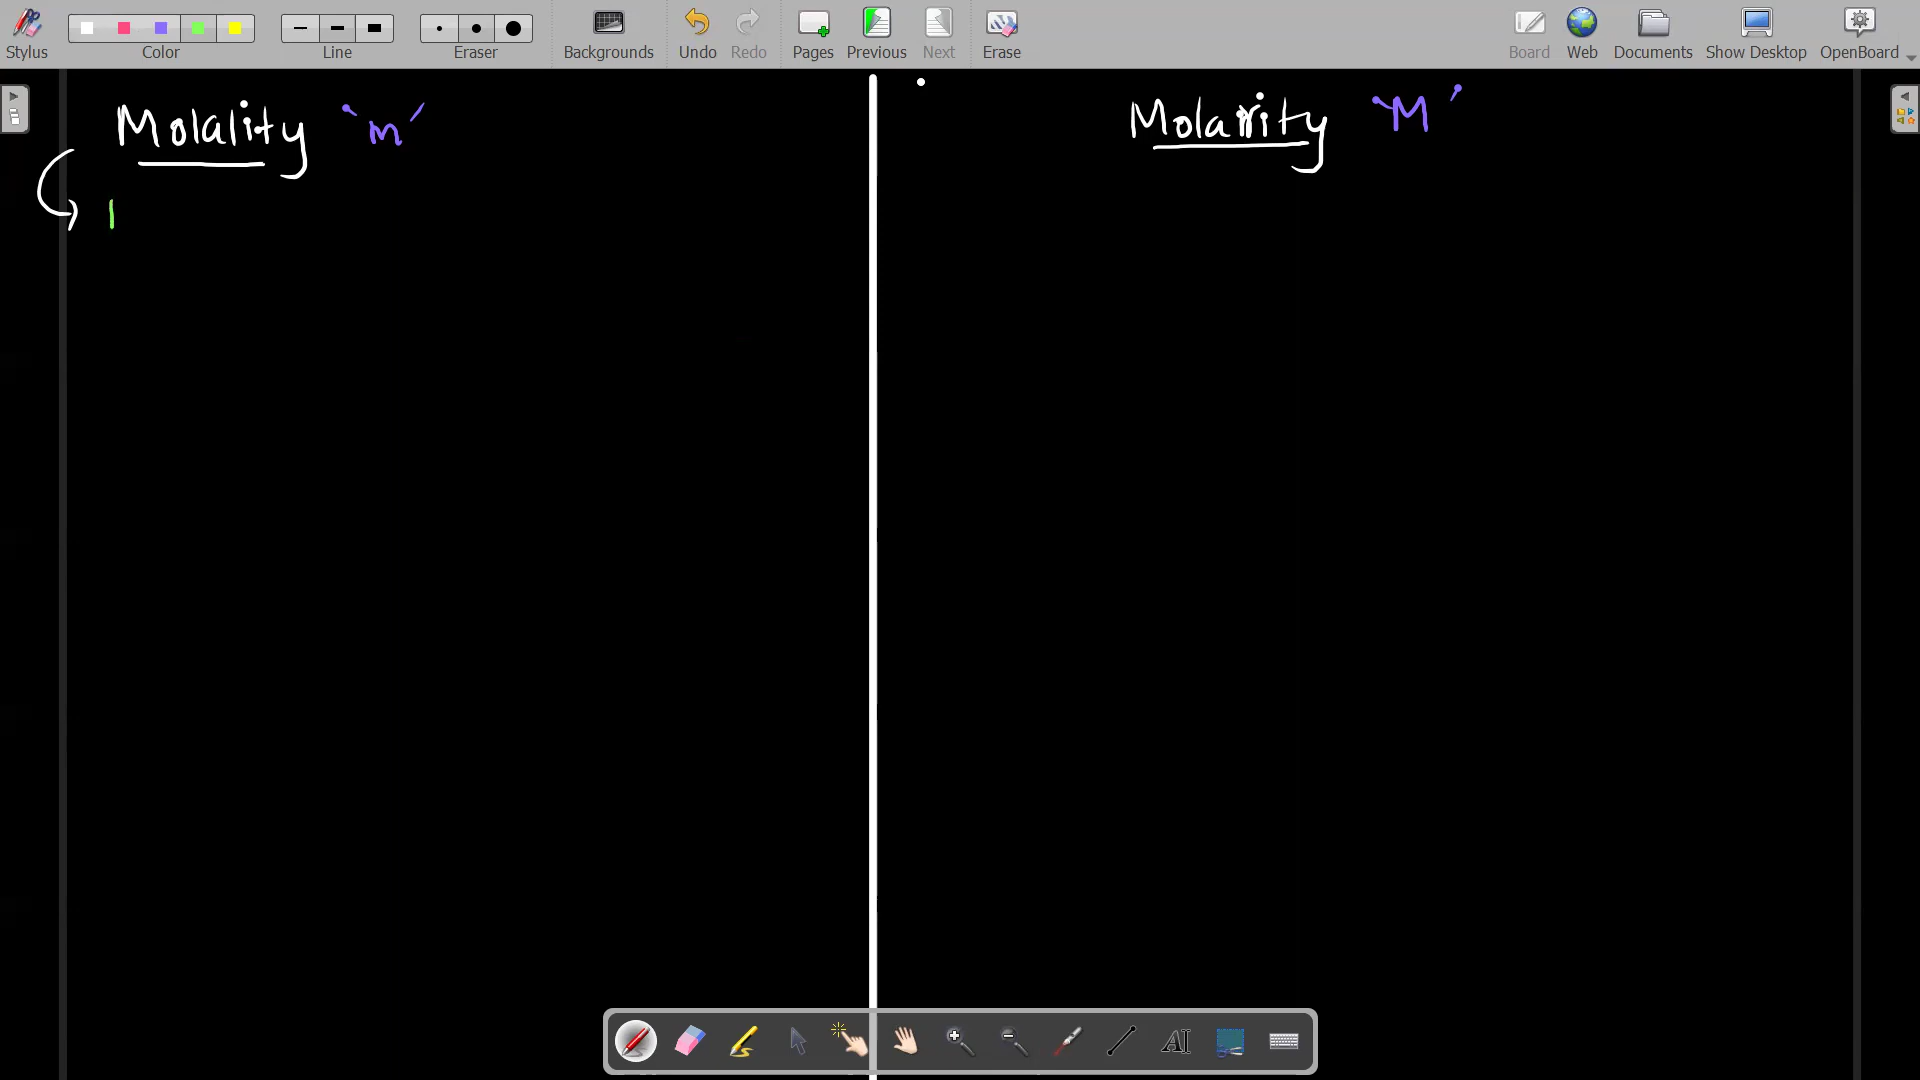 Stylus
Color
Line
Eraser
Backgrounds
Undo
Redo
Pages
Previous
Next
Erase
Board
Web
Documents
Show Desktop
OpenBoard
Molality 'm'
Molarity 'M'
AI